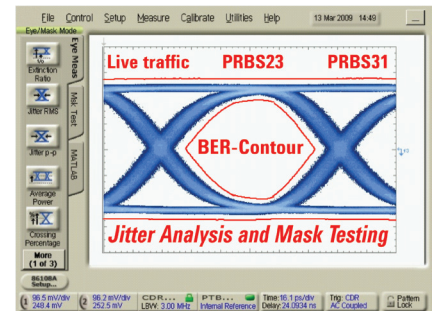 File Control Setup Measure Calibrate Utilities Help 13 Mar 2009 14:49
Eye/Mask Mode
Eye Meas
Msk Test
MATLAB
Extinction
Ratio
Jitter RMS
Jitter p-p
Average
Power
Crossing
Percentage
More
(1 of 3)
86108A
Setup...
Live traffic PRBS23 PRBS31
BER-Contour
Jitter Analysis and Mask Testing
1 96.5 mV/div
248.4 mV
2 96.2 mV/div
252.5 mV
CDR...
LBW: 3.00 MHz
PTB...
Internal Reference
Time:16.1 ps/div
Delay:24.0934 ns
Trig: CDR
AC Coupled
Pattern
Lock